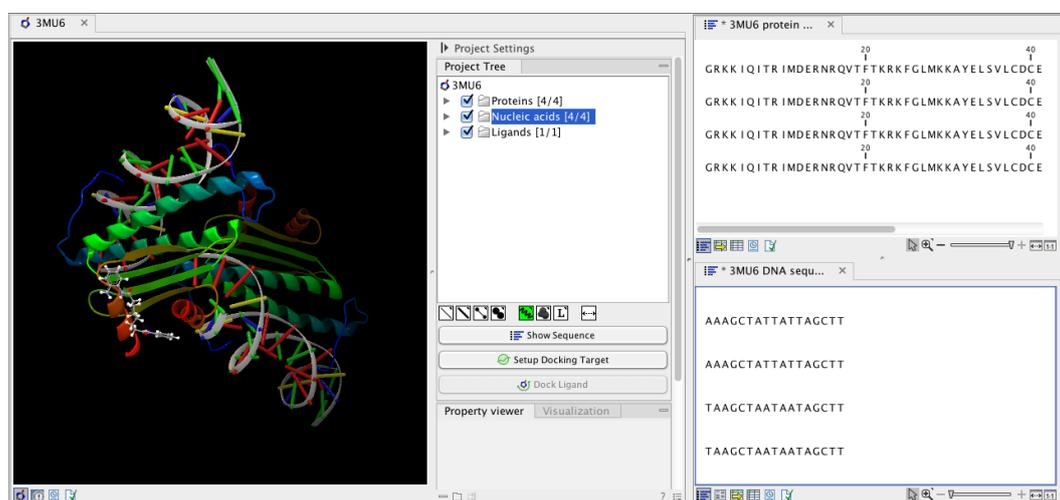 3MU6
Project Settings
Project Tree
3MU6
Proteins [4/4]
Nucleic acids [4/4]
Ligands [1/1]
L
Show Sequence
Setup Docking Target
Dock Ligand
Property viewer Visualization
?
* 3MU6 protein ...
20 40
GRKKIQITRIMDERNRQVTFTKRKFGLMKKAYELSVLCDCE
20 40
GRKKIQITRIMDERNRQVTFTKRKFGLMKKAYELSVLCDCE
20 40
GRKKIQITRIMDERNRQVTFTKRKFGLMKKAYELSVLCDCE
20 40
GRKKIQITRIMDERNRQVTFTKRKFGLMKKAYELSVLCDCE
* 3MU6 DNA sequ...
AAAGCTATTATTAGCTT
AAAGCTATTATTAGCTT
TAAGCTAATAATAGCTT
TAAGCTAATAATAGCTT